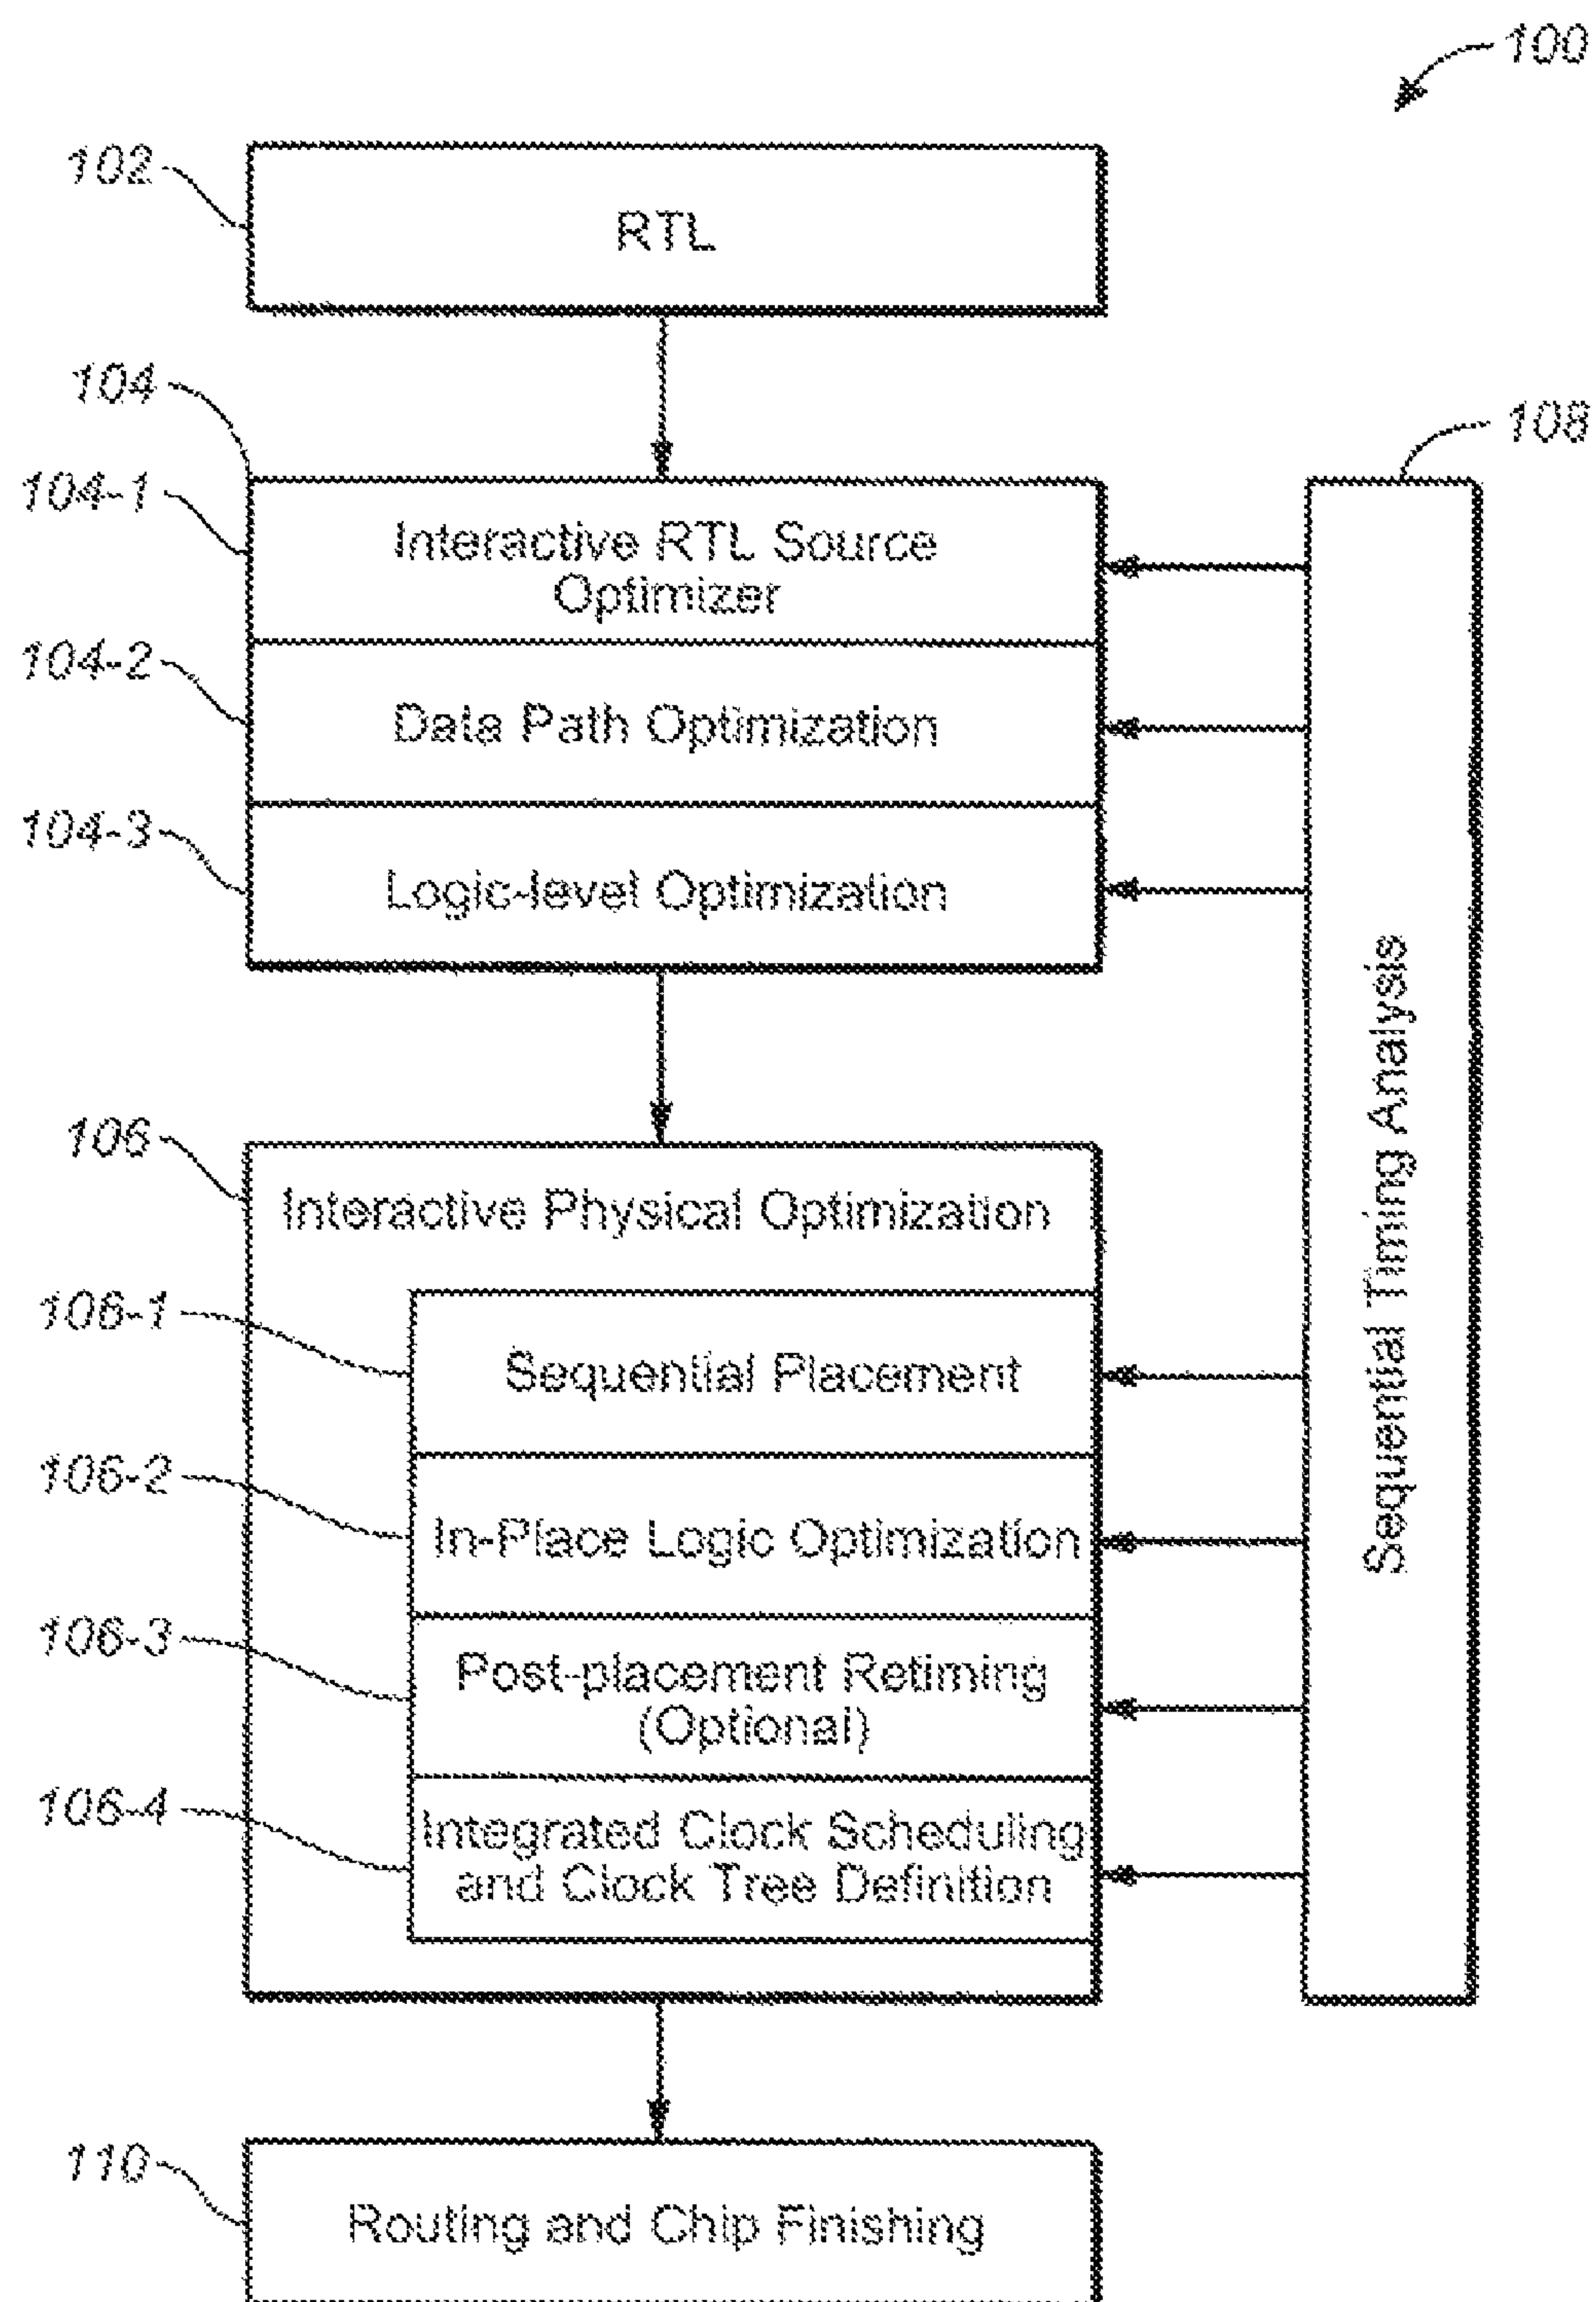 100
102
RTL
104
108
104-1
Interactive RTL Source
Optimizer
104-2
Data Path Optimization
104-3
Logic-level Optimization
Sequential Timing Analysis
106
Interactive Physical Optimization
106-1
Sequential Placement
106-2
In-Place Logic Optimization
106-3
Post-placement Retiming
(Optional)
106-4
Integrated Clock Scheduling
and Clock Tree Definition
110
Routing and Chip Finishing